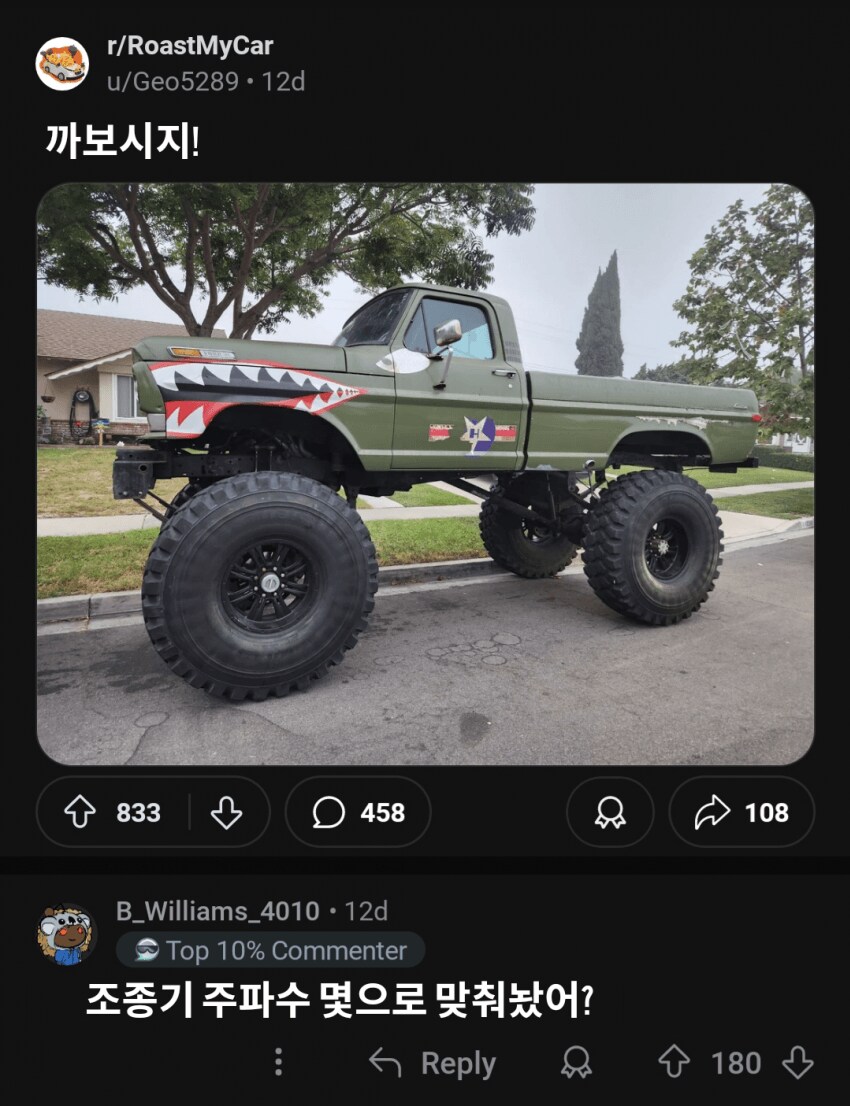 r/RoastMyCar
u/Geo5289 • 12d
까보시지!
833
458
108
B_Williams_4010 • 12d
Top 10% Commenter
조종기 주파수 몇으로 맞춰놨어?
Reply
180